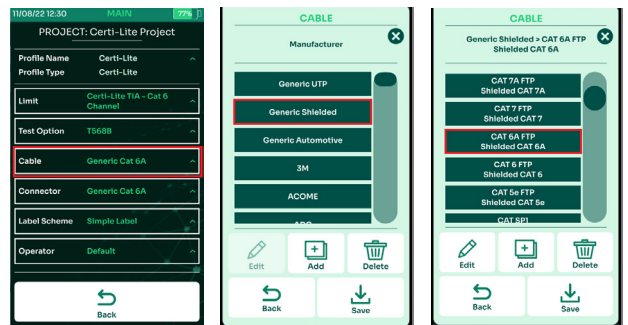 11/08/22 12:30 MAIN 77%
PROJECT: Certi-Lite Project
Profile Name Certi-Lite
Profile Type Certi-Lite
Limit Certi-Lite TIA - Cat 6
Channel
Test Option T568B
Cable Generic Cat 6A
Connector Generic Cat 6A
Label Scheme Simple Label
Operator Default
Back
CABLE
Manufacturer
Generic UTP
Generic Shielded
Generic Automotive
3M
ACOME
Edit Add Delete
Back Save
CABLE
Generic Shielded > CAT 6A FTP
Shielded CAT 6A
CAT 7A FTP
Shielded CAT 7A
CAT 7 FTP
Shielded CAT 7
CAT 6A FTP
Shielded CAT 6A
CAT 6 FTP
Shielded CAT 6
CAT 5e FTP
Shielded CAT 5e
CAT SP1
Edit Add Delete
Back Save